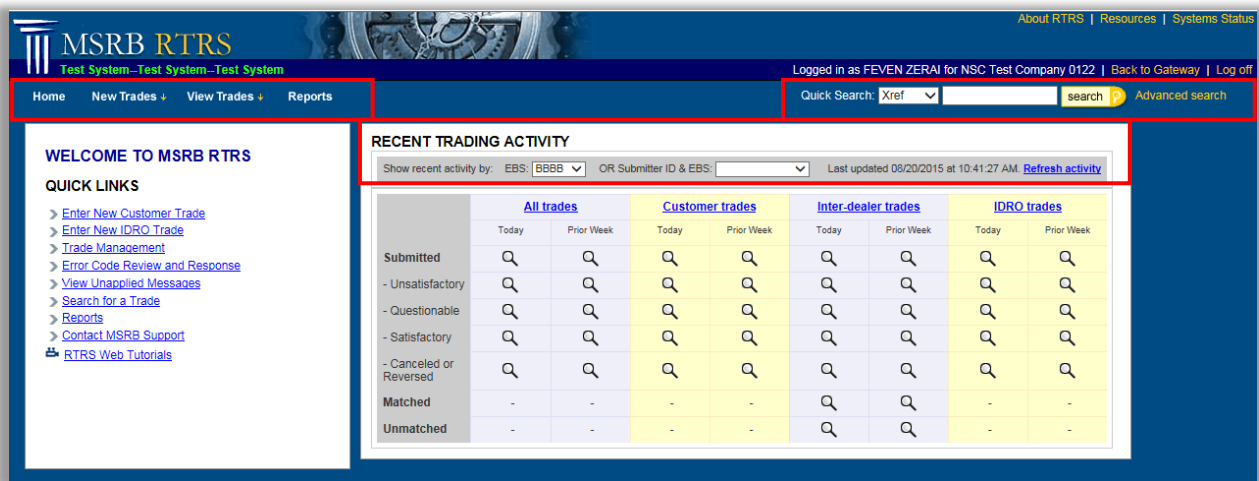 About RTRS | Resources | Systems Status
MSRB RTRS
Test System--Test System--Test System
Logged in as FEVEN ZERAI for NSC Test Company 0122 | Back to Gateway | Log off
Home New Trades ↓ View Trades ↓ Reports
Quick Search: Xref search Advanced search
WELCOME TO MSRB RTRS
QUICK LINKS
Enter New Customer Trade
Enter New IDRO Trade
Trade Management
Error Code Review and Response
View Unapplied Messages
Search for a Trade
Reports
Contact MSRB Support
RTRS Web Tutorials
RECENT TRADING ACTIVITY
Show recent activity by: EBS: BBBB OR Submitter ID & EBS: Last updated 08/20/2015 at 10:41:27 AM. Refresh activity
All trades Customer trades Inter-dealer trades IDRO trades
Today Prior Week Today Prior Week Today Prior Week Today Prior Week
Submitted
- Unsatisfactory
- Questionable
- Satisfactory
- Canceled or
Reversed
Matched - - - - - -
Unmatched - - - - - -